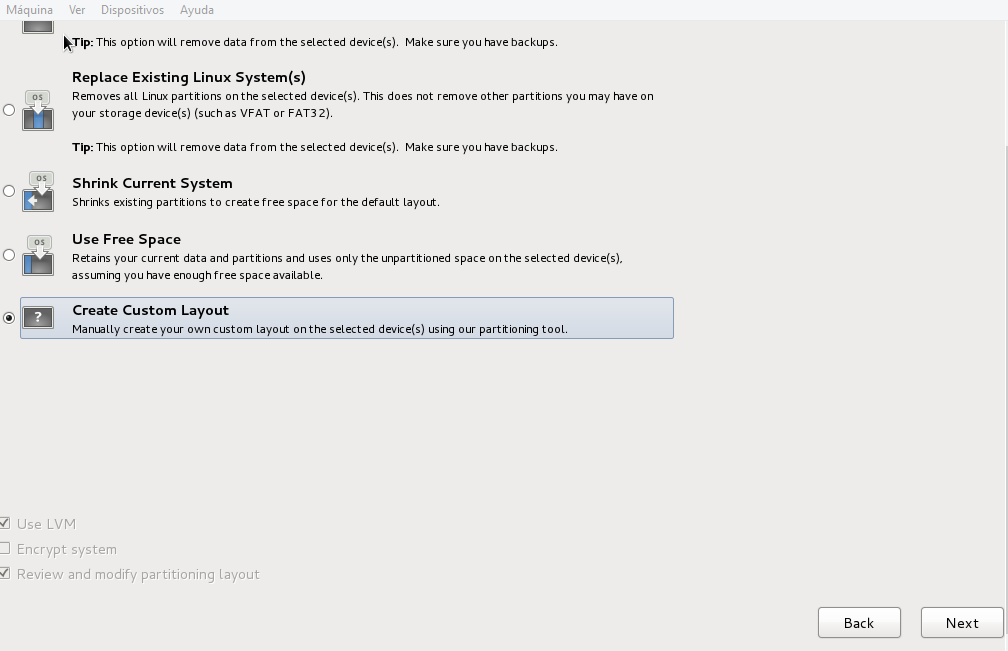 Máquina Ver Dispositivos Ayuda
Tip: This option will remove data from the selected device(s). Make sure you have backups.
Replace Existing Linux System(s)
OS
Removes all Linux partitions on the selected device(s). This does not remove other partitions you may have on
your storage device(s) (such as VFAT or FAT32).
Tip: This option will remove data from the selected device(s). Make sure you have backups.
OS
Shrink Current System
Shrinks existing partitions to create free space for the default layout.
OS
Use Free Space
Retains your current data and partitions and uses only the unpartitioned space on the selected device(s),
assuming you have enough free space available.
Create Custom Layout
?
Manually create your own custom layout on the selected device(s) using our partitioning tool.
Use LVM
Encrypt system
Review and modify partitioning layout
Back Next